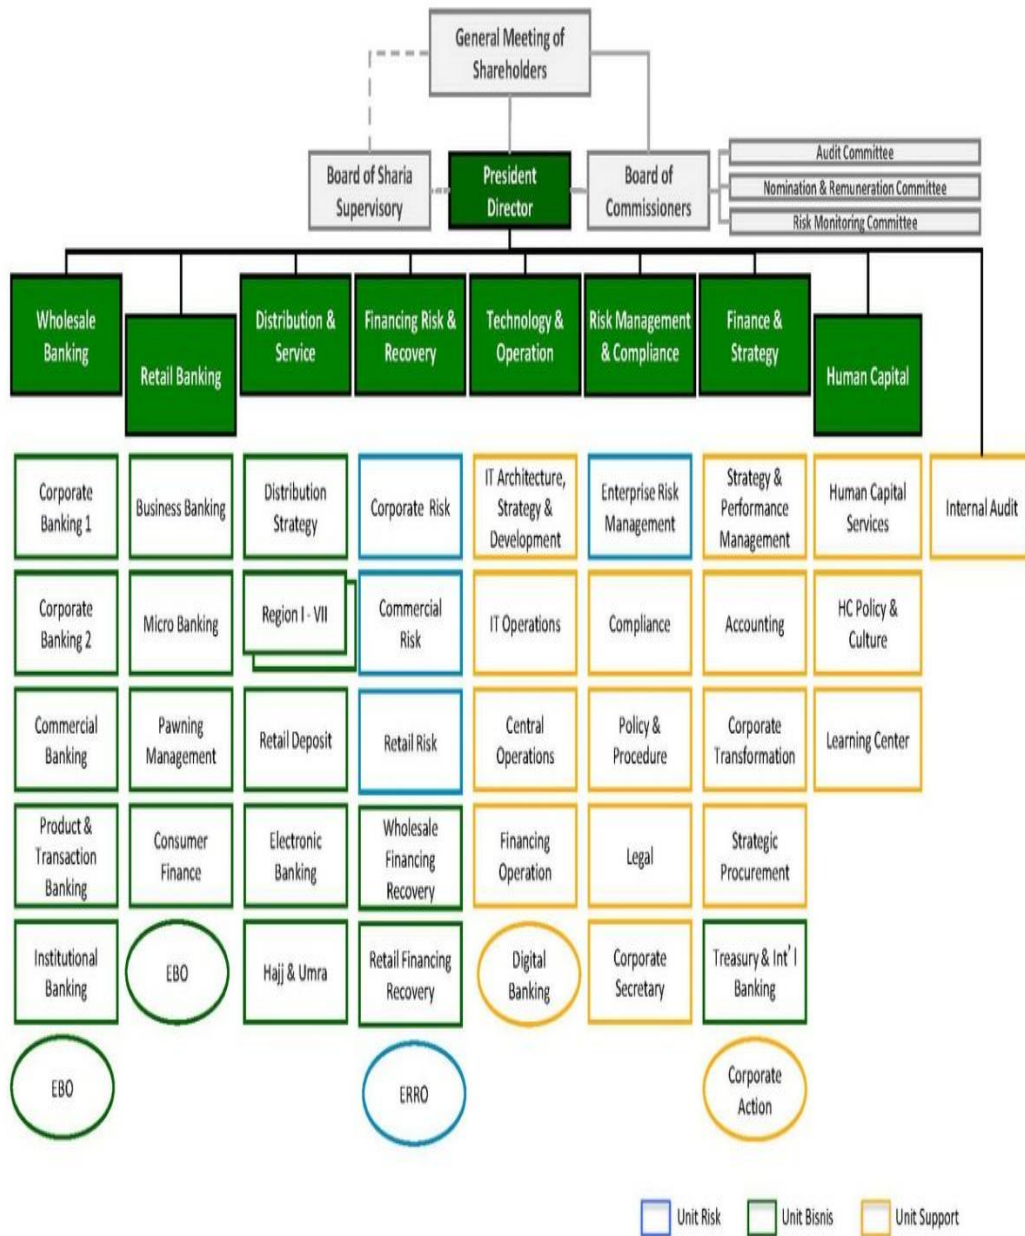 General Meeting of
Shareholders
Board of Sharia
Supervisory
President
Director
Board of
Commissioners
Audit Committee
Nomination & Remuneration Committee
Risk Monitoring Committee
Wholesale
Banking
Retail Banking
Distribution &
Service
Financing Risk &
Recovery
Technology &
Operation
Risk Management
& Compliance
Finance &
Strategy
Human Capital
Corporate
Banking 1
Business Banking
Distribution
Strategy
Corporate Risk
IT Architecture,
Strategy &
Development
Enterprise Risk
Management
Strategy &
Performance
Management
Human Capital
Services
Internal Audit
Corporate
Banking 2
Micro Banking
Region I - VII
Commercial
Risk
IT Operations
Compliance
Accounting
HC Policy &
Culture
Commercial
Banking
Pawning
Management
Retail Deposit
Retail Risk
Central
Operations
Policy &
Procedure
Corporate
Transformation
Learning Center
Product &
Transaction
Banking
Consumer
Finance
Electronic
Banking
Wholesale
Financing
Recovery
Financing
Operation
Legal
Strategic
Procurement
Institutional
Banking
EBO
Hajj & Umra
Retail Financing
Recovery
Digital
Banking
Corporate
Secretary
Treasury & Int' l
Banking
EBO
ERRO
Corporate
Action
Unit Risk
Unit Bisnis
Unit Support